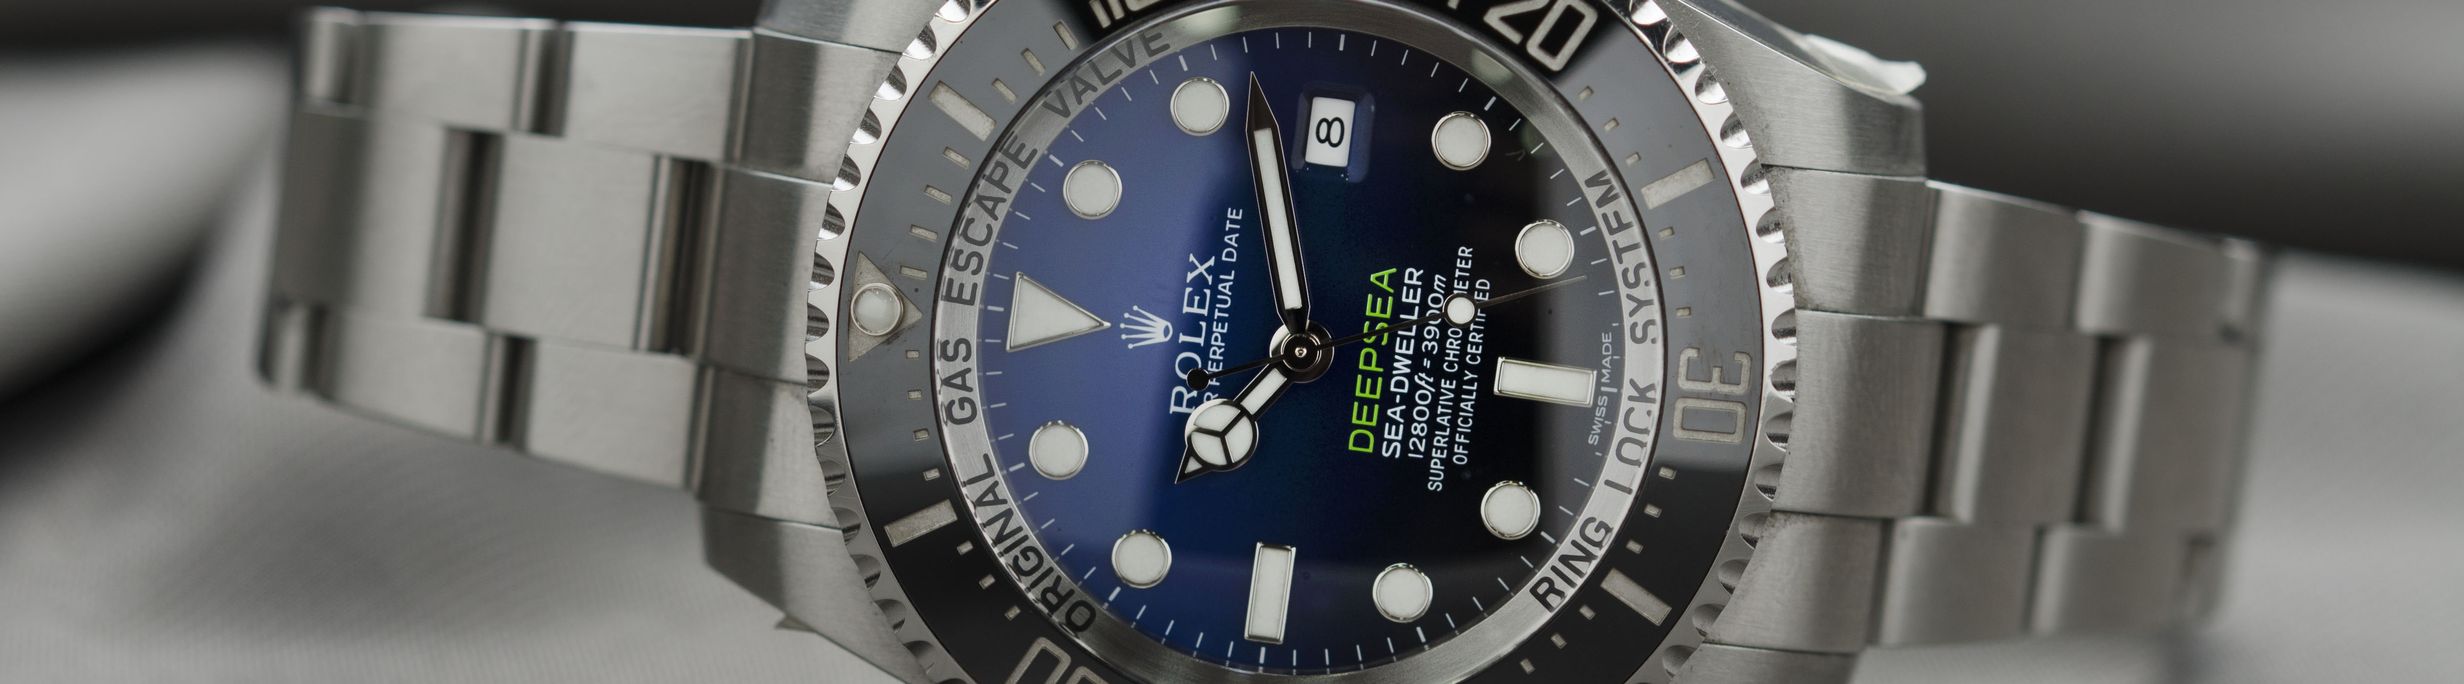 ORIGINAL GAS ESCAPE VALVE
ROLEX
PERPETUAL DATE
8
DEEPSEA
SEA-DWELLER
12800ft = 3900m
SUPERLATIVE CHRONOMETER
OFFICIALLY CERTIFIED
SWISS MADE
RING LOCK SYSTEM
20
30